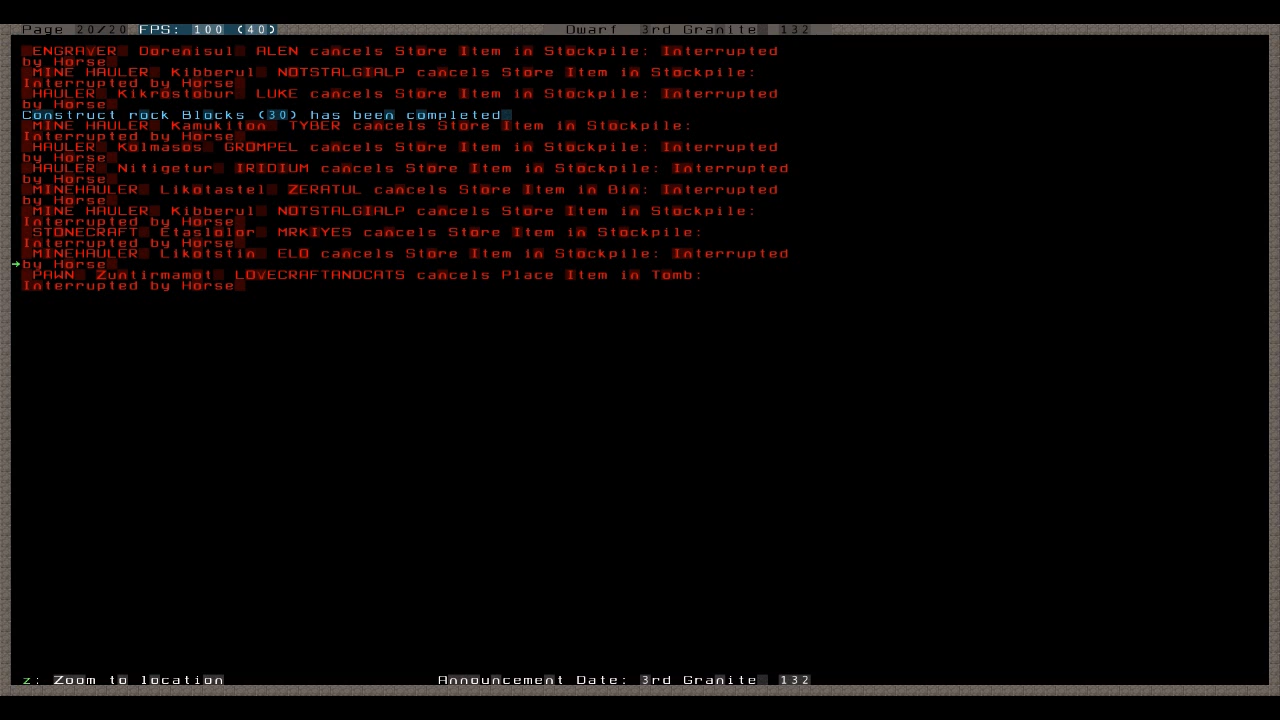 Page 20/20 FPS: 100 (40) Dwarf 3rd Granite 132
ENGRAVER Dorenisul ALEN cancels Store Item in Stockpile: Interrupted
by Horse
MINE HAULER Kibberul NOTSTALGIALP cancels Store Item in Stockpile:
Interrupted by Horse
HAULER Kikrostobur LUKE cancels Store Item in Stockpile: Interrupted
by Horse
Construct rock Blocks (30) has been completed
MINE HAULER Kamukiton TYBER cancels Store Item in Stockpile:
Interrupted by Horse
HAULER Kolmasos GROMPEL cancels Store Item in Stockpile: Interrupted
by Horse
HAULER Nitigetur IRIDIUM cancels Store Item in Stockpile: Interrupted
by Horse
MINEHAULER Likotastel ZERATUL cancels Store Item in Bin: Interrupted
by Horse
MINE HAULER Kibberul NOTSTALGIALP cancels Store Item in Stockpile:
Interrupted by Horse
STONECRAFT Etaslolor MRKIYES cancels Store Item in Stockpile:
Interrupted by Horse
MINEHAULER Likotstin ELO cancels Store Item in Stockpile: Interrupted
by Horse
PAWN Zuntirmamot LOVECRAFTANDCATS cancels Place Item in Tomb:
Interrupted by Horse
z: Zoom to location Announcement Date: 3rd Granite 132